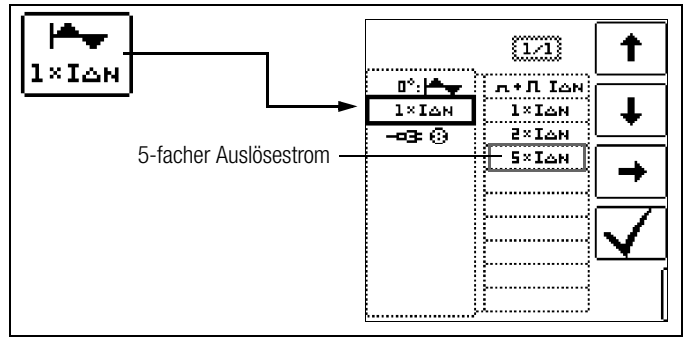 1×IΔN
1/1
0°:
⎍+⎍ IΔN
1×IΔN
1×IΔN
2×IΔN
5-facher Auslösestrom
5×IΔN